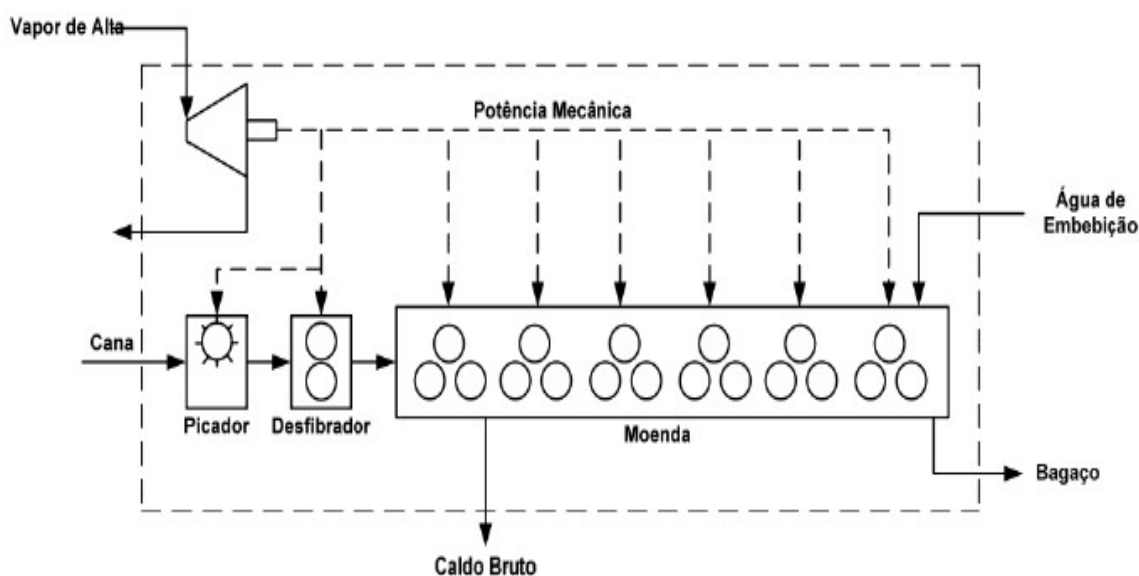 Vapor de Alta
Potência Mecânica
Água de
Embebição
Cana
Picador
Desfibrador
Moenda
Bagaço
Caldo Bruto